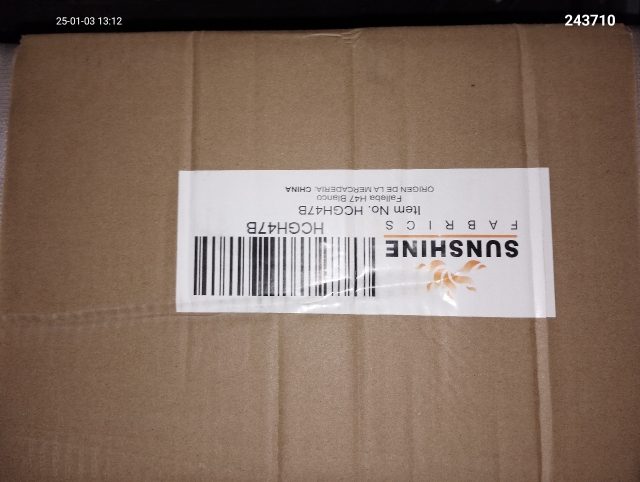 25-01-03 13:12
243710
SUNSHINE
FABRICS
HCGH47B
Item No. HCGH47B
Fallaba H47 Blanco
ORIGEN DE LA MERCADERIA. CHINA